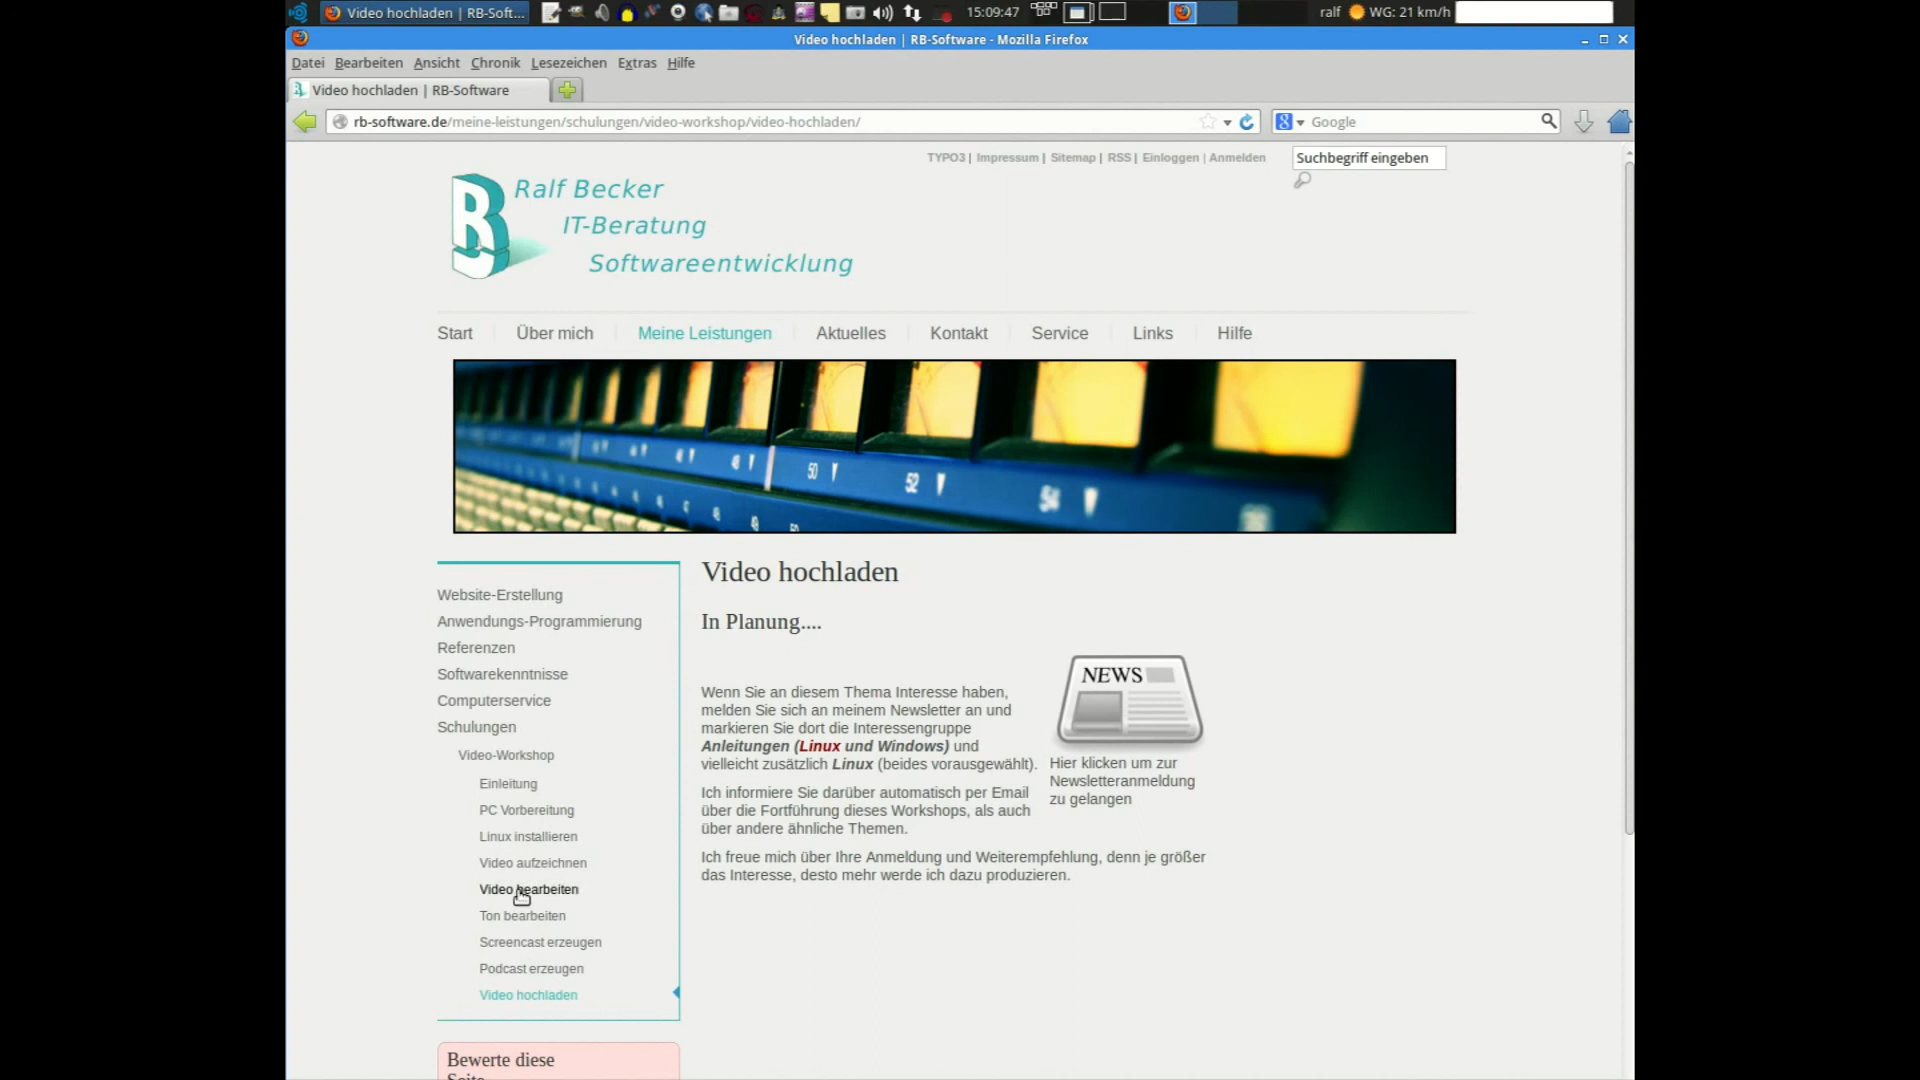 Video hochladen | RB-Soft...
15:09:47
ralf
WG: 21 km/h
Video hochladen | RB-Software - Mozilla Firefox
Datei Bearbeiten Ansicht Chronik Lesezeichen Extras Hilfe
Video hochladen | RB-Software
rb-software.de/meine-leistungen/schulungen/video-workshop/video-hochladen/
Google
TYPO3 | Impressum | Sitemap | RSS | Einloggen | Anmelden
Suchbegriff eingeben
Ralf Becker
IT-Beratung
Softwareentwicklung
Start Über mich Meine Leistungen Aktuelles Kontakt Service Links Hilfe
50 52 54
Website-Erstellung
Anwendungs-Programmierung
Referenzen
Softwarekenntnisse
Computerservice
Schulungen
Video-Workshop
Einleitung
PC Vorbereitung
Linux installieren
Video aufzeichnen
Video bearbeiten
Ton bearbeiten
Screencast erzeugen
Podcast erzeugen
Video hochladen
Bewerte diese
Seite
Video hochladen
In Planung....
Wenn Sie an diesem Thema Interesse haben,
melden Sie sich an meinem Newsletter an und
markieren Sie dort die Interessengruppe
Anleitungen (Linux und Windows) und
vielleicht zusätzlich Linux (beides vorausgewählt).
Ich informiere Sie darüber automatisch per Email
über die Fortführung dieses Workshops, als auch
über andere ähnliche Themen.
Ich freue mich über Ihre Anmeldung und Weiterempfehlung, denn je größer
das Interesse, desto mehr werde ich dazu produzieren.
NEWS
Hier klicken um zur
Newsletteranmeldung
zu gelangen